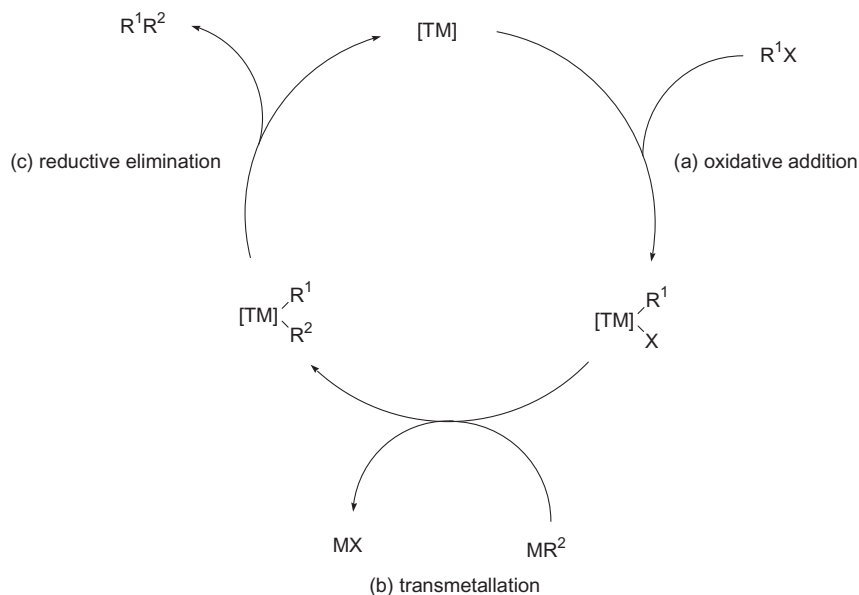 R¹R²
[TM]
R¹X
(c) reductive elimination
(a) oxidative addition
[TM]
R¹
R²
[TM]
R¹
X
MX
MR²
(b) transmetallation